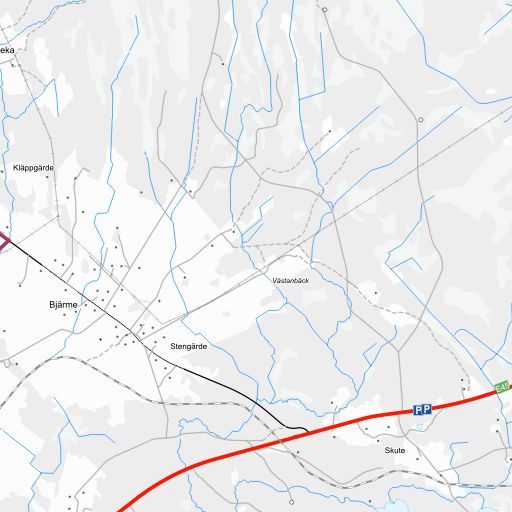 eka
Kläppgärde
Västanbäck
Bjärme
Stengärde
E45
P P
Skute